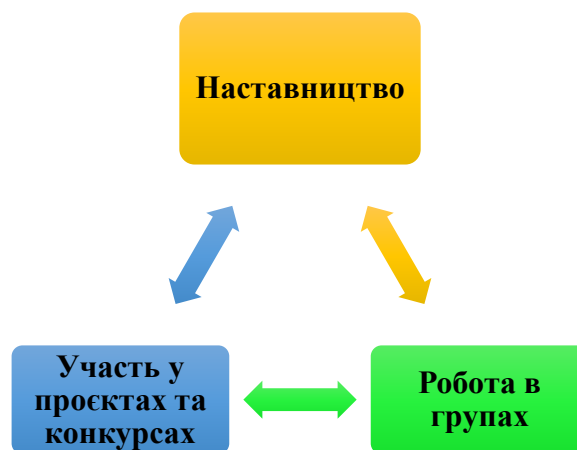 Наставництво
Участь у
проєктах та
конкурсах
Робота в
групах